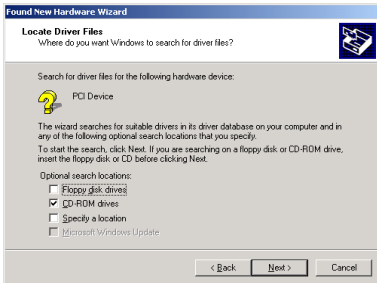 Found New Hardware Wizard
Locate Driver Files
Where do you want Windows to search for driver files?
Search for driver files for the following hardware device:
PCI Device
The wizard searches for suitable drivers in its driver database on your computer and in
any of the following optional search locations that you specify.
To start the search, click Next. If you are searching on a floppy disk or CD-ROM drive,
insert the floppy disk or CD before clicking Next.
Optional search locations:
Floppy disk drives
CD-ROM drives
Specify a location
Microsoft Windows Update
< Back Next > Cancel